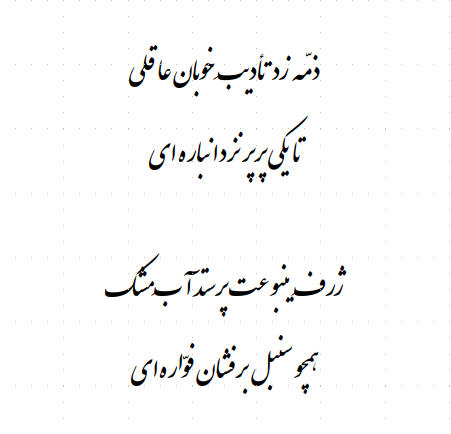 ذمّه زد تأدیب خوبان عاقلی
تا یکی پرپر نزد انباره ای
ژرف ینبوعت پرستد آب مشک
همچو سنبل برفشان فوّاره ای